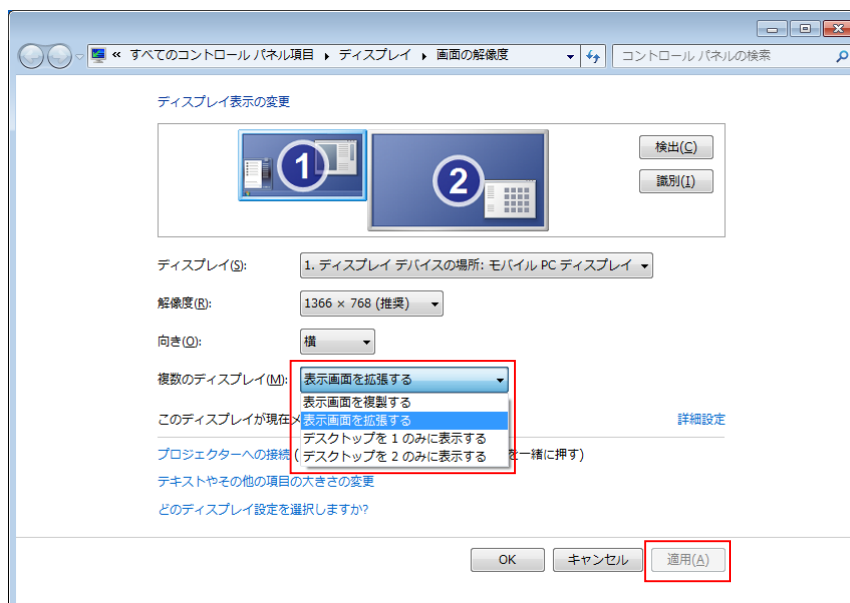 « すべてのコントロール パネル項目 ▸ ディスプレイ ▸ 画面の解像度
コントロール パネルの検索
ディスプレイ表示の変更
1
2
検出(C)
識別(I)
ディスプレイ(S):
1. ディスプレイ デバイスの場所: モバイル PC ディスプレイ
解像度(R):
1366 × 768 (推奨)
向き(O):
横
複数のディスプレイ(M):
表示画面を拡張する
表示画面を複製する
表示画面を拡張する
デスクトップを 1 のみに表示する
デスクトップを 2 のみに表示する
このディスプレイが現在メ
詳細設定
プロジェクターへの接続 (
を一緒に押す)
テキストやその他の項目の大きさの変更
どのディスプレイ設定を選択しますか?
OK
キャンセル
適用(A)